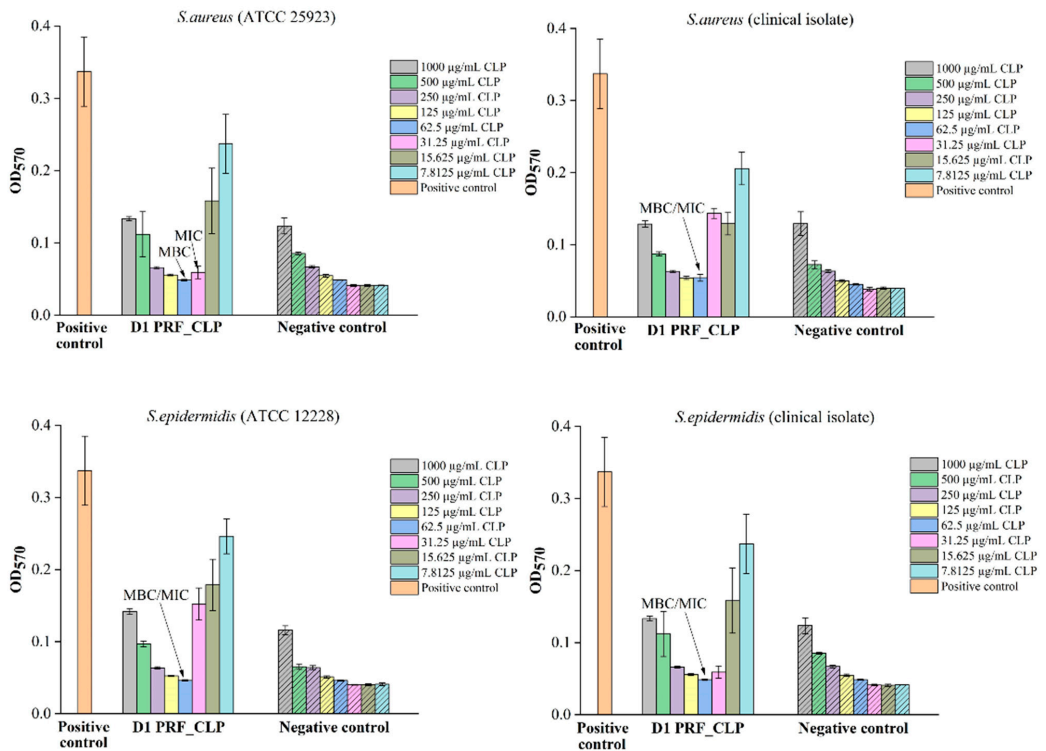 S.aureus (ATCC 25923)
0.4
0.3
0.2
0.1
0.0
OD570
1000 µg/mL CLP
500 µg/mL CLP
250 µg/mL CLP
125 µg/mL CLP
62.5 µg/mL CLP
31.25 µg/mL CLP
15.625 µg/mL CLP
7.8125 µg/mL CLP
Positive control
MIC
MBC
Positive
control
D1 PRF_CLP
Negative control
S.aureus (clinical isolate)
0.4
0.3
0.2
0.1
0.0
OD570
1000 µg/mL CLP
500 µg/mL CLP
250 µg/mL CLP
125 µg/mL CLP
62.5 µg/mL CLP
31.25 µg/mL CLP
15.625 µg/mL CLP
7.8125 µg/mL CLP
Positive control
MBC/MIC
Positive
control
D1 PRF_CLP
Negative control
S.epidermidis (ATCC 12228)
0.4
0.3
0.2
0.1
0.0
OD570
1000 µg/mL CLP
500 µg/mL CLP
250 µg/mL CLP
125 µg/mL CLP
62.5 µg/mL CLP
31.25 µg/mL CLP
15.625 µg/mL CLP
7.8125 µg/mL CLP
Positive control
MBC/MIC
Positive
control
D1 PRF_CLP
Negative control
S.epidermidis (clinical isolate)
0.4
0.3
0.2
0.1
0.0
OD570
1000 µg/mL CLP
500 µg/mL CLP
250 µg/mL CLP
125 µg/mL CLP
62.5 µg/mL CLP
31.25 µg/mL CLP
15.625 µg/mL CLP
7.8125 µg/mL CLP
Positive control
MBC/MIC
Positive
control
D1 PRF_CLP
Negative control